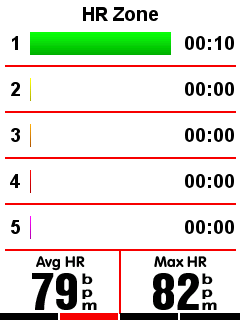 HR Zone
1 00:10
2 00:00
3 00:00
4 00:00
5 00:00
Avg HR Max HR
79 bpm 82 bpm